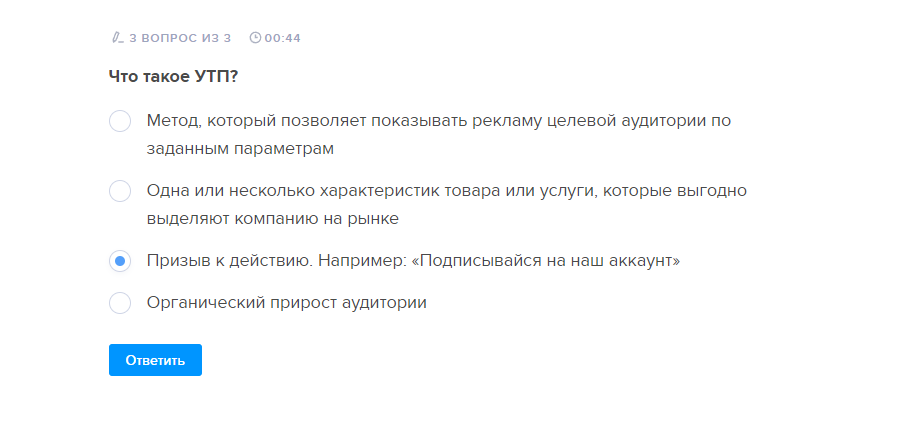 3 ВОПРОС ИЗ 3 00:44
Что такое УТП?
Метод, который позволяет показывать рекламу целевой аудитории по
заданным параметрам
Одна или несколько характеристик товара или услуги, которые выгодно
выделяют компанию на рынке
Призыв к действию. Например: «Подписывайся на наш аккаунт»
Органический прирост аудитории
Ответить